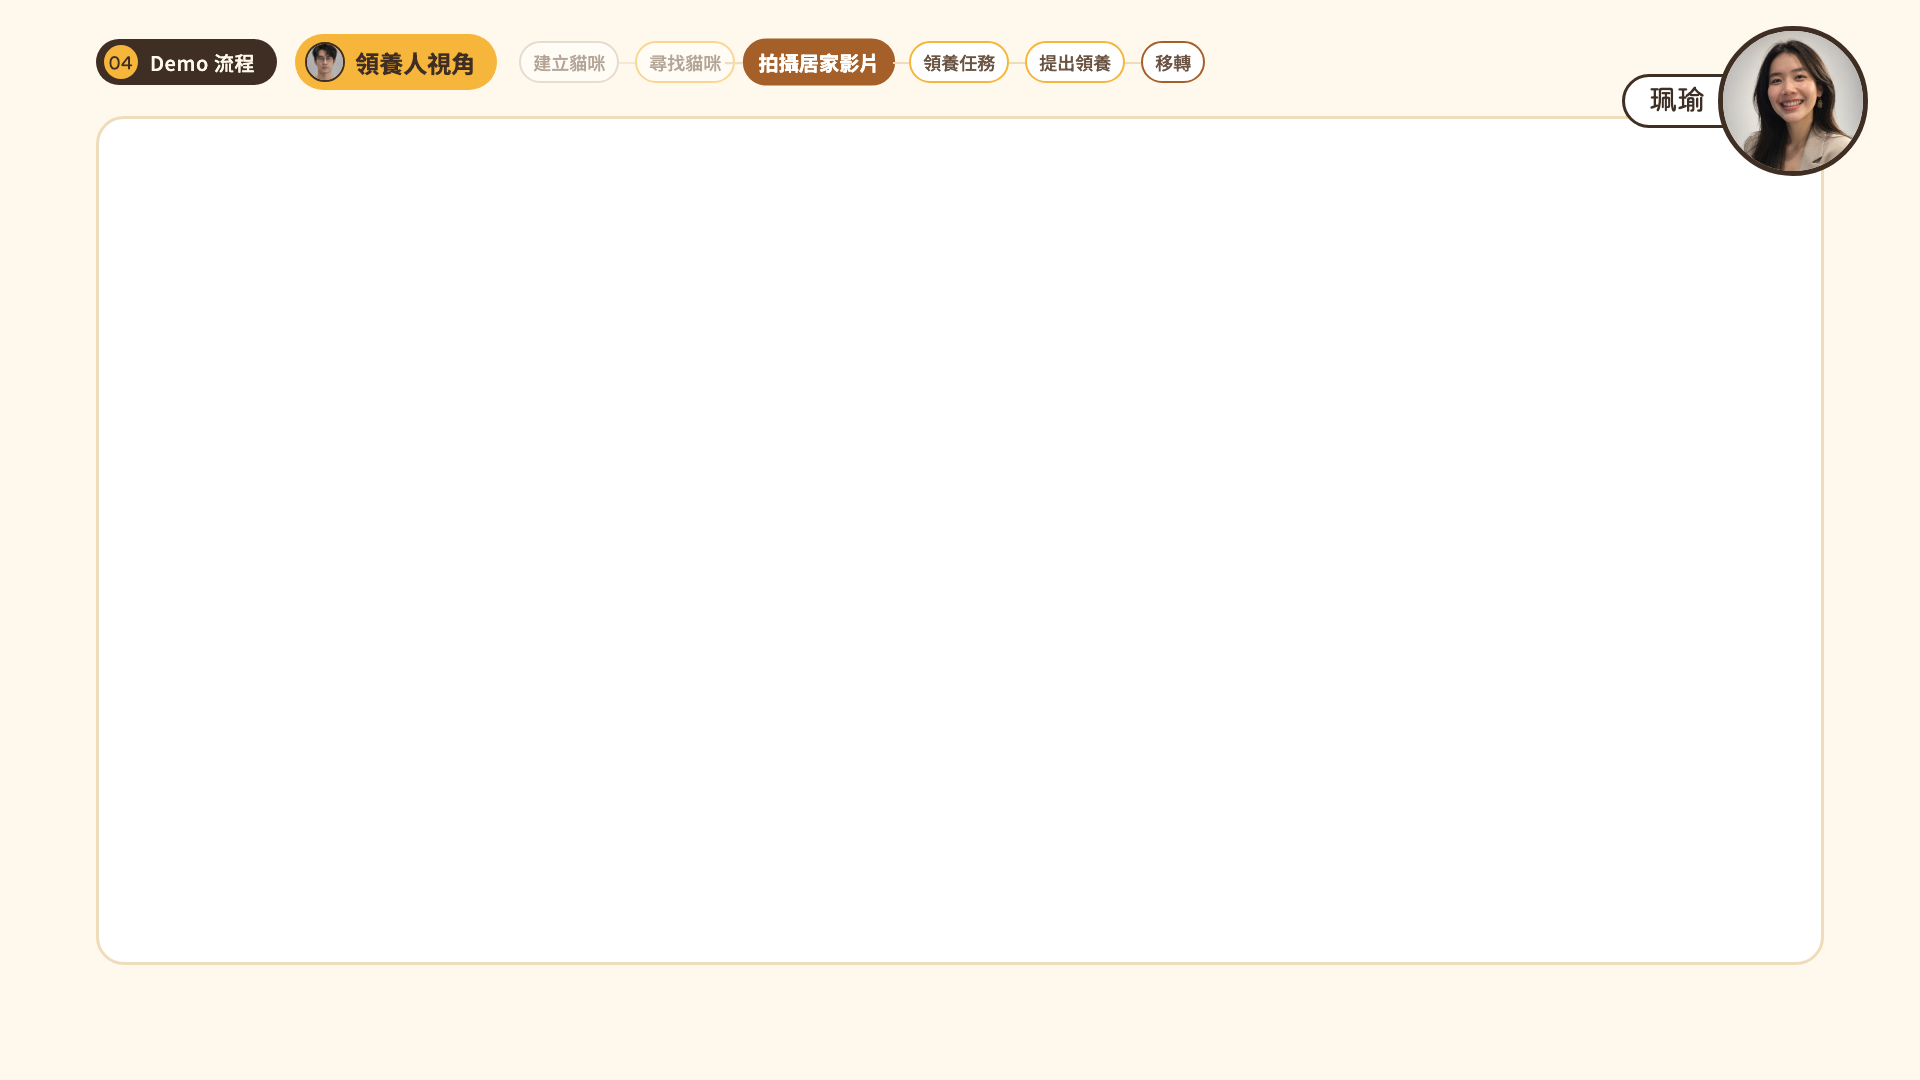 04 Demo 流程
領養人視角
建立貓咪
尋找貓咪
拍攝居家影片
領養任務
提出領養
移轉
珮瑜